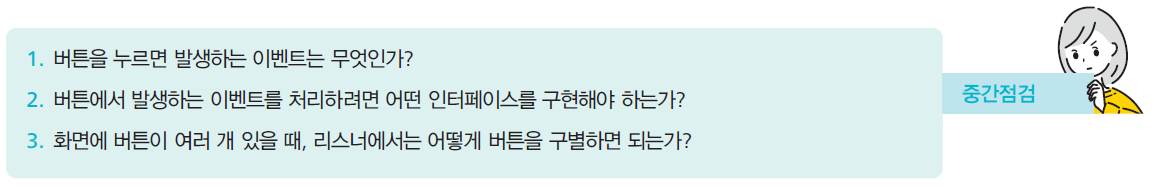 1. 버튼을 누르면 발생하는 이벤트는 무엇인가?
2. 버튼에서 발생하는 이벤트를 처리하려면 어떤 인터페이스를 구현해야 하는가?
3. 화면에 버튼이 여러 개 있을 때, 리스너에서는 어떻게 버튼을 구별하면 되는가?
중간점검